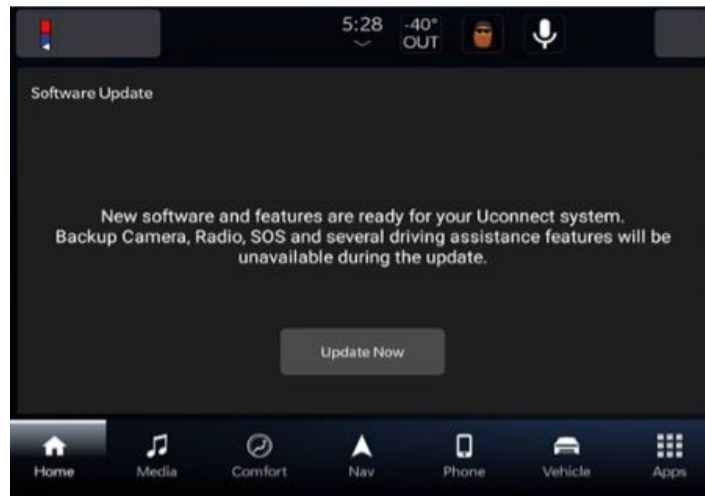 5:28
-40°
OUT
Software Update
New software and features are ready for your Uconnect system.
Backup Camera, Radio, SOS and several driving assistance features will be
unavailable during the update.
Update Now
Home Media Comfort Nav Phone Vehicle Apps